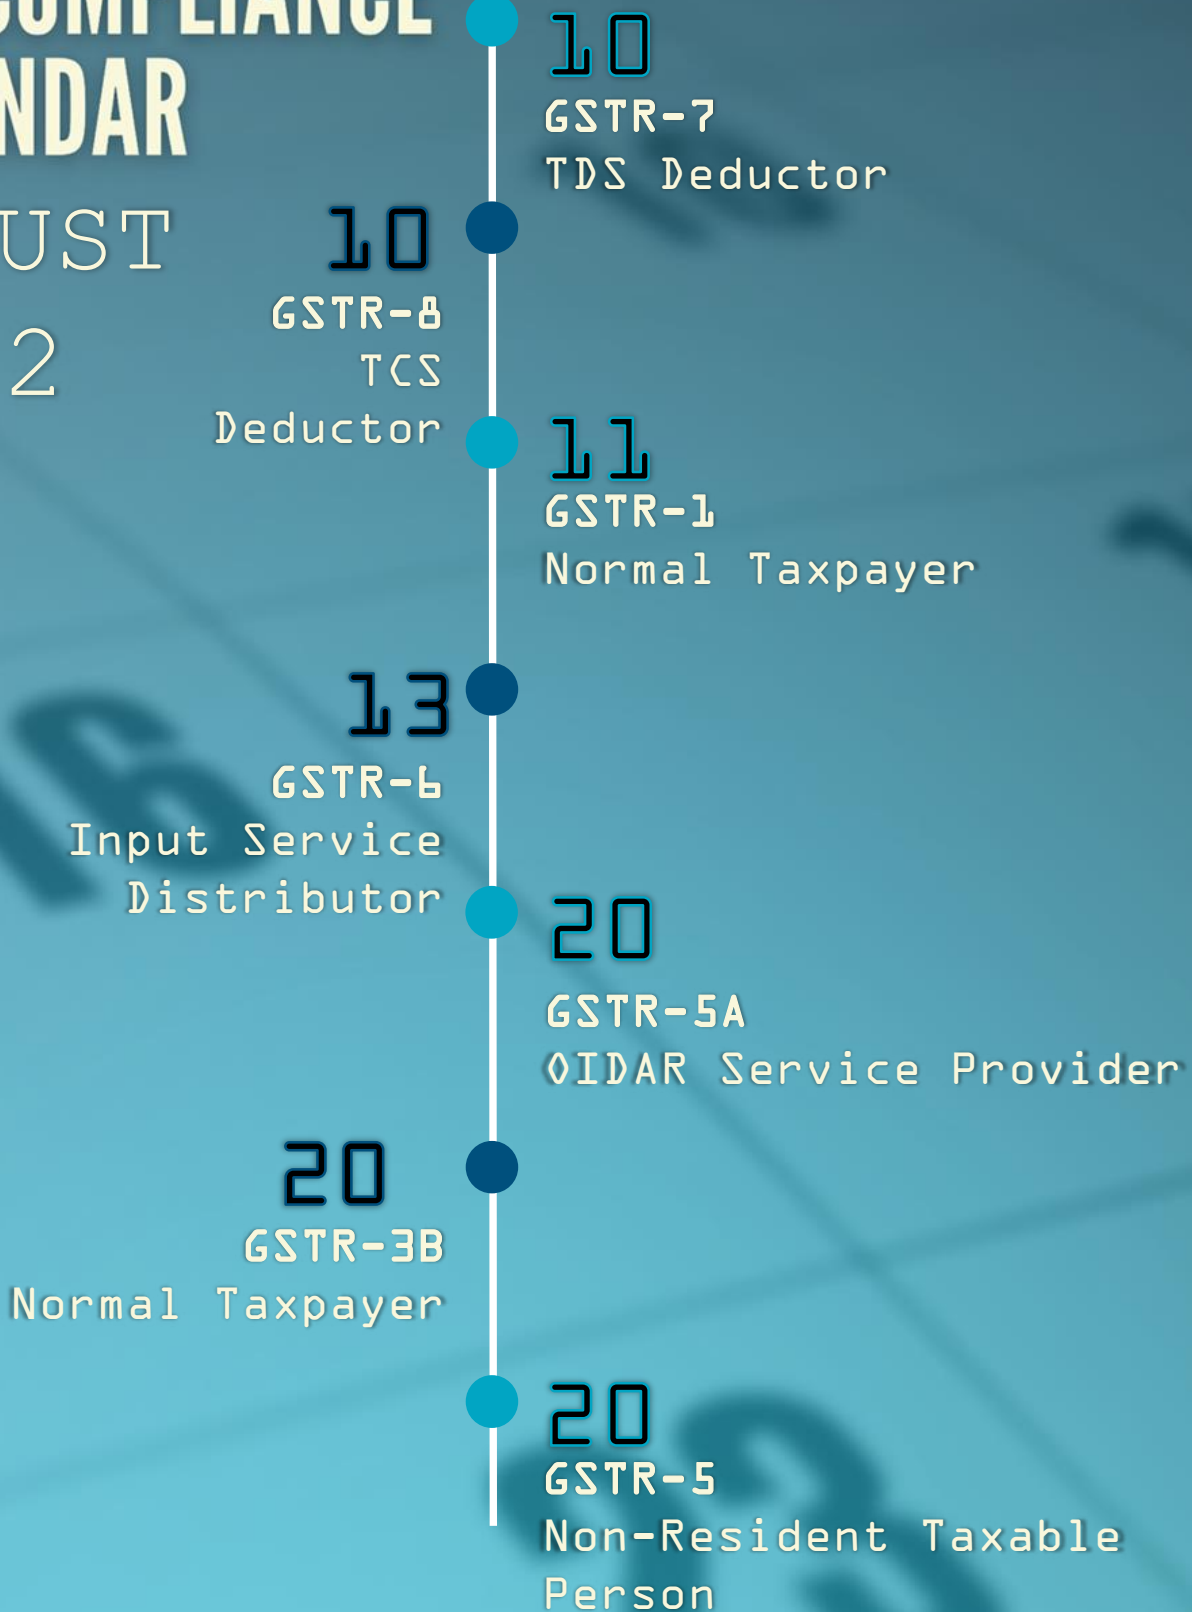 NDAR
UST
2
10
GSTR-7
TDS Deductor
10
GSTR-8
TCS
Deductor
11
GSTR-1
Normal Taxpayer
13
GSTR-6
Input Service
Distributor
20
GSTR-5A
OIDAR Service Provider
20
GSTR-3B
Normal Taxpayer
20
GSTR-5
Non-Resident Taxable
Person